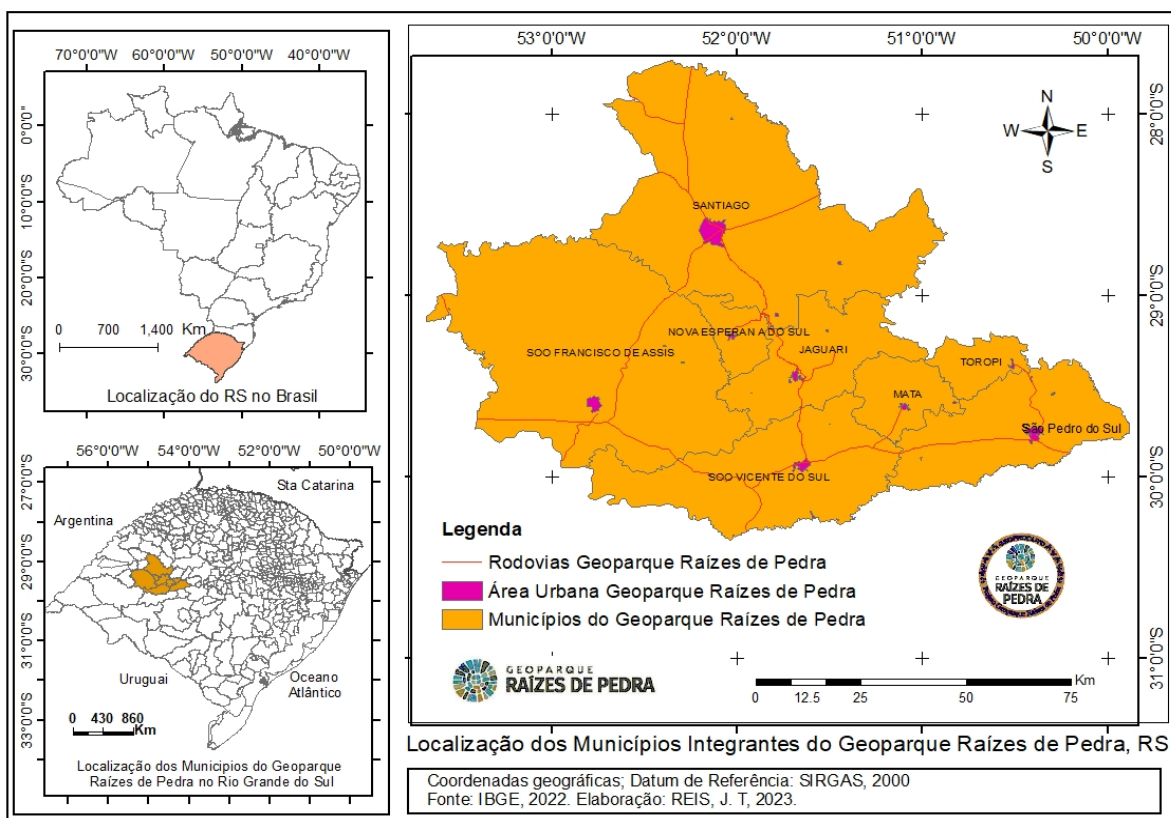 70°0'0"W 60°0'0"W 50°0'0"W 40°0'0"W
0°0'0"
10°0'0"S
20°0'0"S
30°0'0"S
0 700 1,400 Km
Localização do RS no Brasil
56°0'0"W 54°0'0"W 52°0'0"W 50°0'0"W
27°0'0"S
29°0'0"S
31°0'0"S
33°0'0"S
Sta Catarina
Argentina
Uruguai
Oceano
Atlântico
0 430 860
Km
Localização dos Municípios do Geoparque
Raízes de Pedra no Rio Grande do Sul
53°0'0"W 52°0'0"W 51°0'0"W 50°0'0"W
28°0'0"S
29°0'0"S
30°0'0"S
31°0'0"S
N
W E
S
SANTIAGO
NOVA ESPERAN A DO SUL
SOO FRANCISCO DE ASSIS
JAGUARI
TOROPI
MATA
São Pedro do Sul
SOO VICENTE DO SUL
Legenda
Rodovias Geoparque Raízes de Pedra
Área Urbana Geoparque Raízes de Pedra
Municípios do Geoparque Raízes de Pedra
GEOPARQUE
RAÍZES
DE PEDRA
GEOPARQUE
RAÍZES DE PEDRA
0 12.5 25 50 75
Km
Localização dos Municípios Integrantes do Geoparque Raízes de Pedra, RS
Coordenadas geográficas; Datum de Referência: SIRGAS, 2000
Fonte: IBGE, 2022. Elaboração: REIS, J. T, 2023.